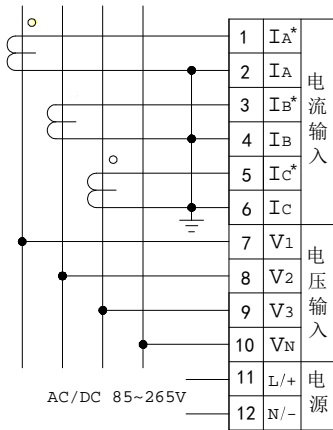 1 IA*
2 IA
3 IB*
4 IB
5 IC*
6 IC
电流输入
7 V1
8 V2
9 V3
10 VN
电压输入
11 L/+
12 N/-
电源
AC/DC 85~265V